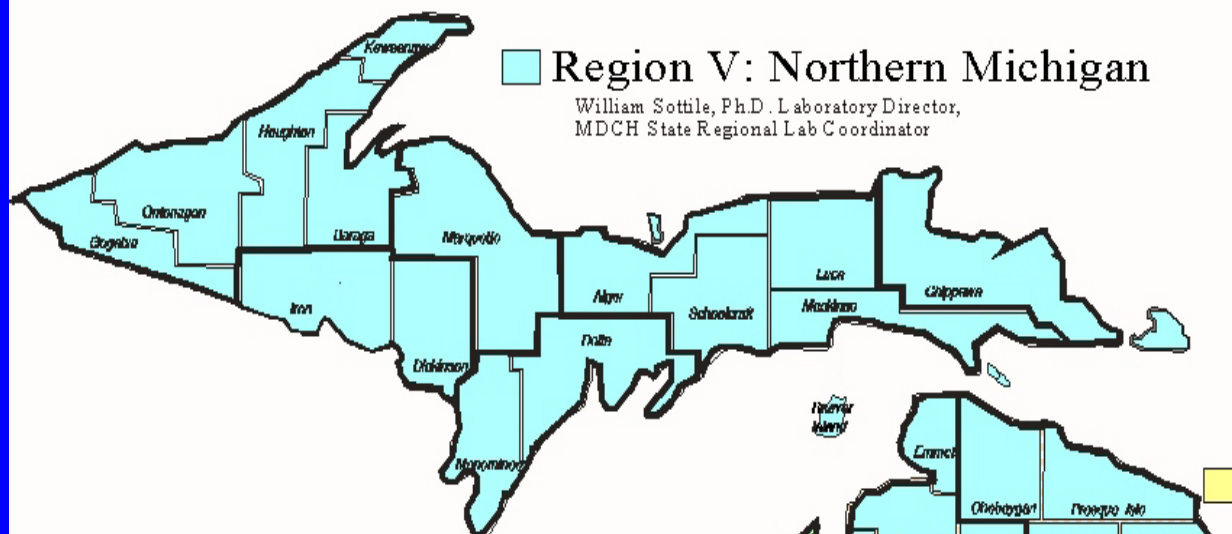 Keweenaw
Region V: Northern Michigan
William Sottile, Ph.D. Laboratory Director,
MDCH State Regional Lab Coordinator
Houghton
Ontonagon
Baraga
Gogebic
Marquette
Luce
Chippewa
Iron
Alger
Mackinac
Schoolcraft
Delta
Dickinson
Beaver
Island
Emmet
Menominee
Cheboygan
Presque Isle